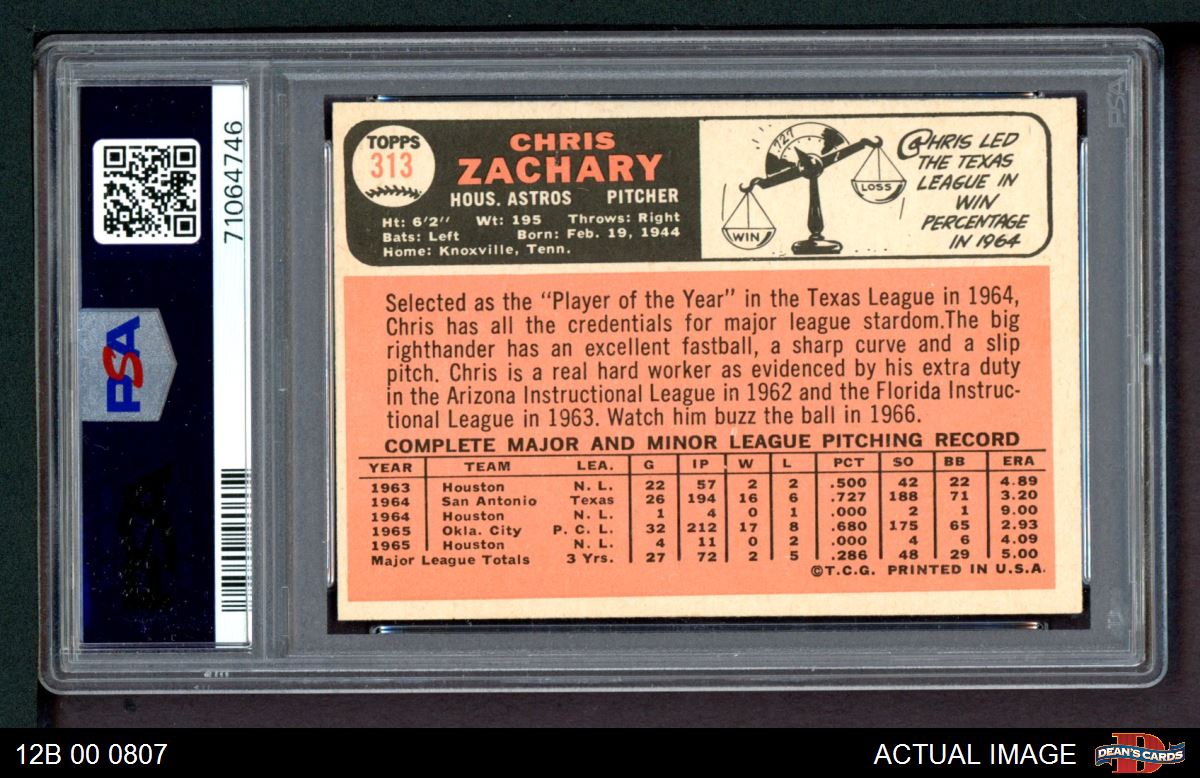 TOPPS
313
CHRIS
ZACHARY
HOUS. ASTROS PITCHER
Ht: 6'2" Wt: 195 Throws: Right
Bats: Left Born: Feb. 19, 1944
Home: Knoxville, Tenn.
.727
WIN
LOSS
CHRIS LED
THE TEXAS
LEAGUE IN
WIN
PERCENTAGE
IN 1964
Selected as the "Player of the Year" in the Texas League in 1964,
Chris has all the credentials for major league stardom.The big
righthander has an excellent fastball, a sharp curve and a slip
pitch. Chris is a real hard worker as evidenced by his extra duty
in the Arizona Instructional League in 1962 and the Florida Instruc-
tional League in 1963. Watch him buzz the ball in 1966.
COMPLETE MAJOR AND MINOR LEAGUE PITCHING RECORD
YEAR TEAM LEA. G IP W L PCT SO BB ERA
1963 Houston N. L. 22 57 2 2 .500 42 22 4.89
1964 San Antonio Texas 26 194 16 6 .727 188 71 3.20
1964 Houston N. L. 1 4 0 1 .000 2 1 9.00
1965 Okla. City P. C. L. 32 212 17 8 .680 175 65 2.93
1965 Houston N. L. 4 11 0 2 .000 4 6 4.09
Major League Totals 3 Yrs. 27 72 2 5 .286 48 29 5.00
©T.C.G. PRINTED IN U.S.A.
71064746
PSA
PSA
12B 00 0807
ACTUAL IMAGE
DEAN'S CARDS